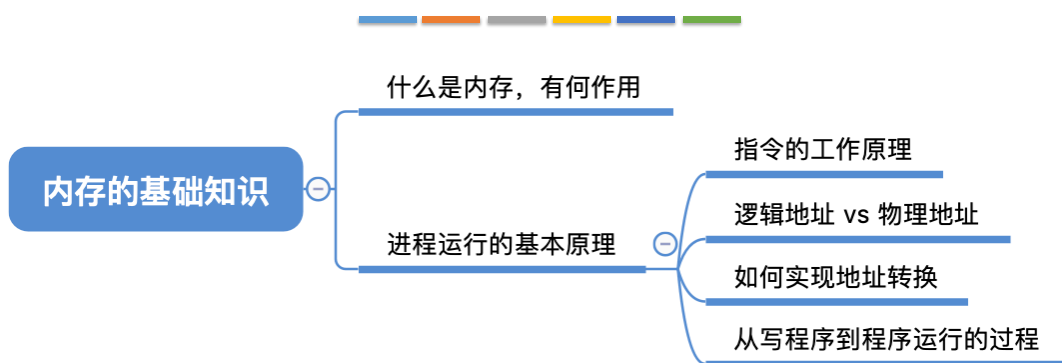 什么是内存，有何作用
内存的基础知识
进程运行的基本原理
指令的工作原理
逻辑地址 vs 物理地址
如何实现地址转换
从写程序到程序运行的过程